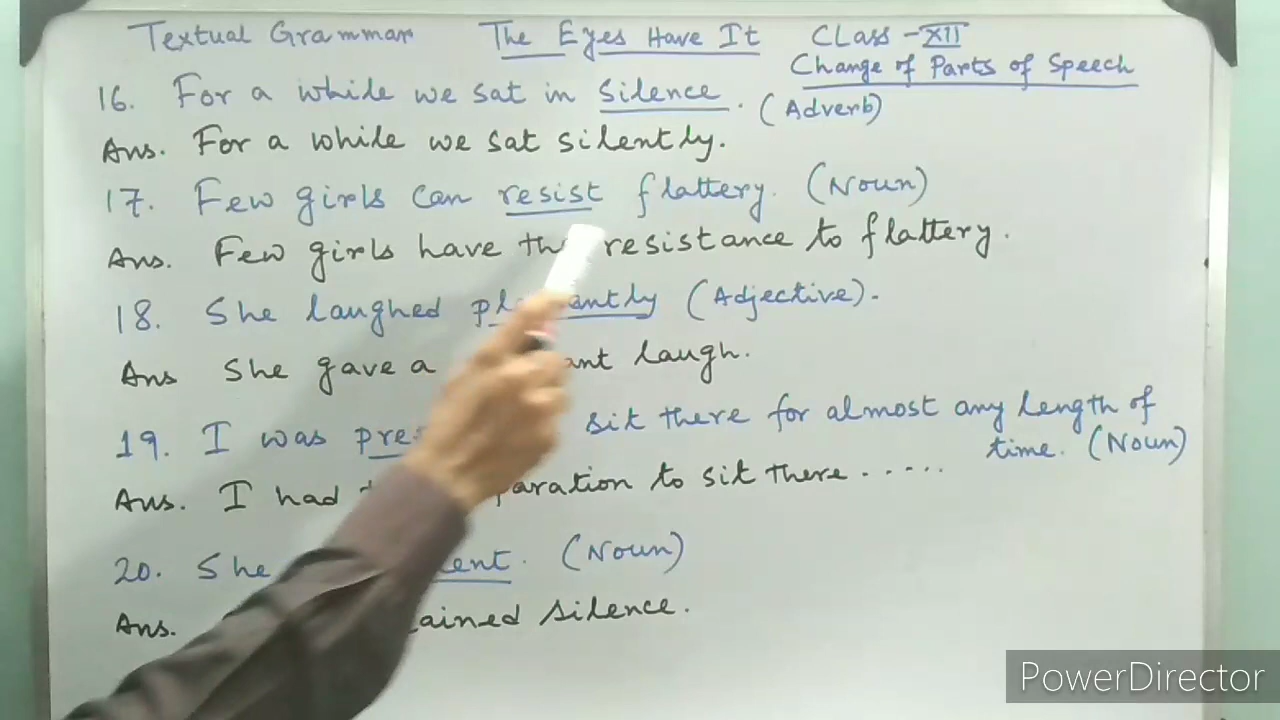 Textual Grammar The Eyes Have It Class - XII
Change of Parts of Speech
16. For a while we sat in silence. (Adverb)
Ans. For a while we sat silently.
17. Few girls can resist flattery. (Noun)
Ans. Few girls have the resistance to flattery.
18. She laughed pleasantly (Adjective).
Ans She gave a laugh.
19. I was sit there for almost any length of
time. (Noun)
Ans. I had to sit there.....
20. She (Noun)
Ans. silence.
PowerDirector